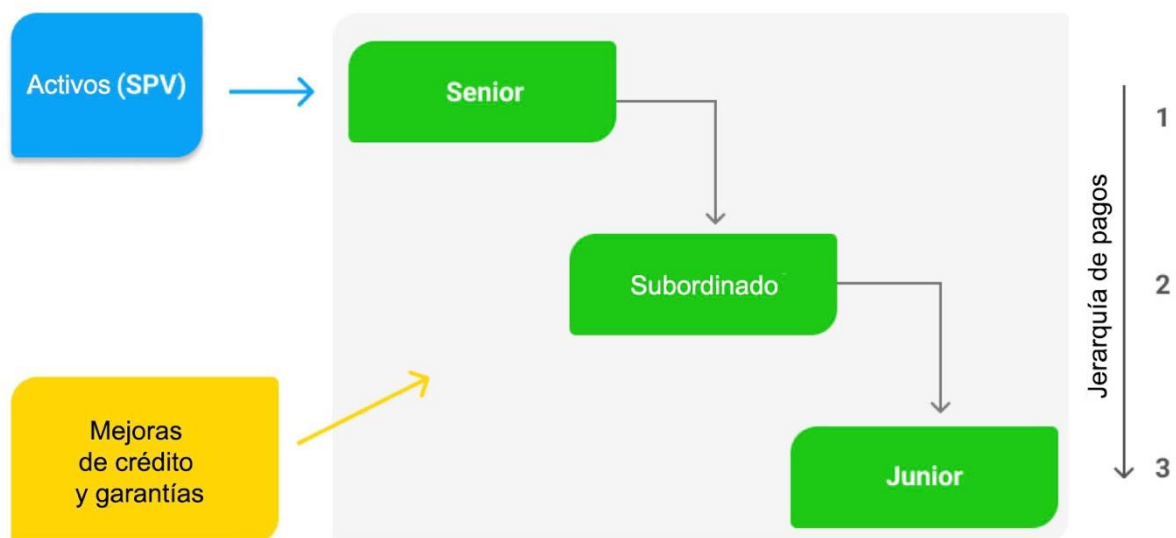 Activos (SPV)
Senior
1
Subordinado
2
Jerarquía de pagos
Mejoras
de crédito
y garantías
Junior
3